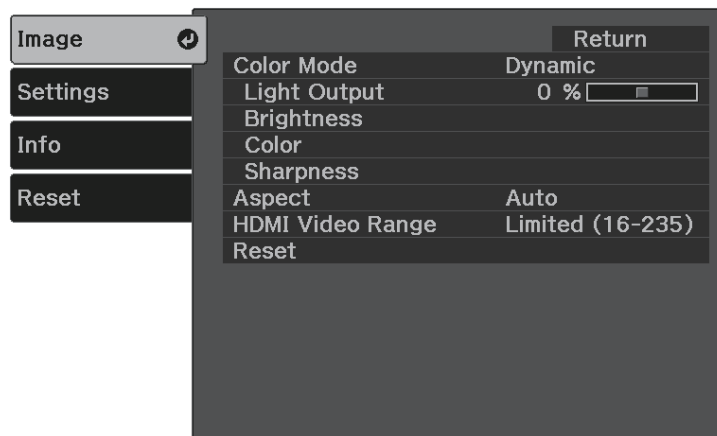 Image
Settings
Info
Reset
Return
Color Mode Dynamic
Light Output 0 %
Brightness
Color
Sharpness
Aspect Auto
HDMI Video Range Limited (16-235)
Reset